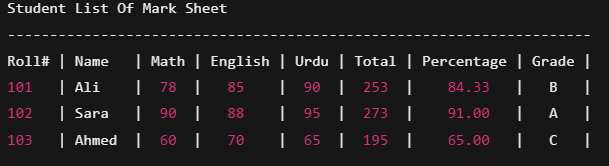 Student List Of Mark Sheet
----------------------------------------------------------------------
Roll# | Name   | Math | English | Urdu | Total | Percentage | Grade |
101   | Ali    |  78  |   85    |  90  |  253  |   84.33    |   B   |
102   | Sara   |  90  |   88    |  95  |  273  |   91.00    |   A   |
103   | Ahmed  |  60  |   70    |  65  |  195  |   65.00    |   C   |